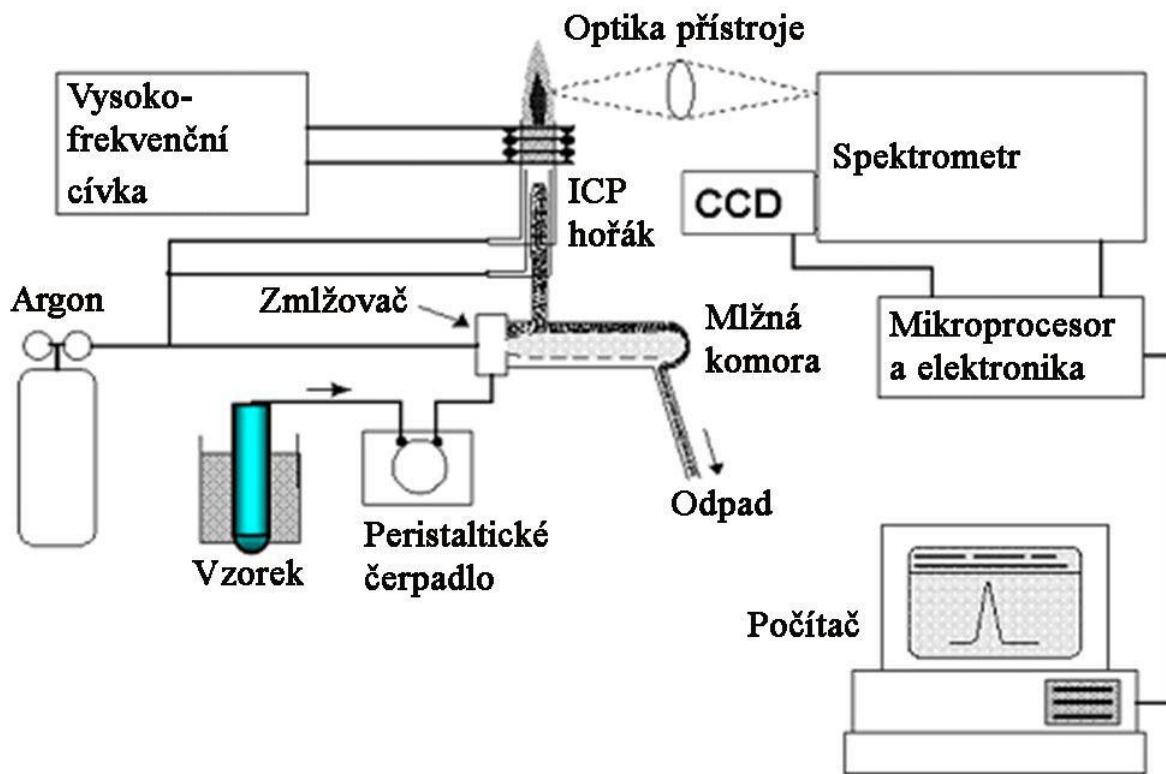 Optika přístroje
Vysoko-
frekvenční
cívka
Spektrometr
CCD
ICP
hořák
Argon
Zmlžovač
Mlžná
komora
Mikroprocesor
a elektronika
Odpad
Vzorek
Peristaltické
čerpadlo
Počítač